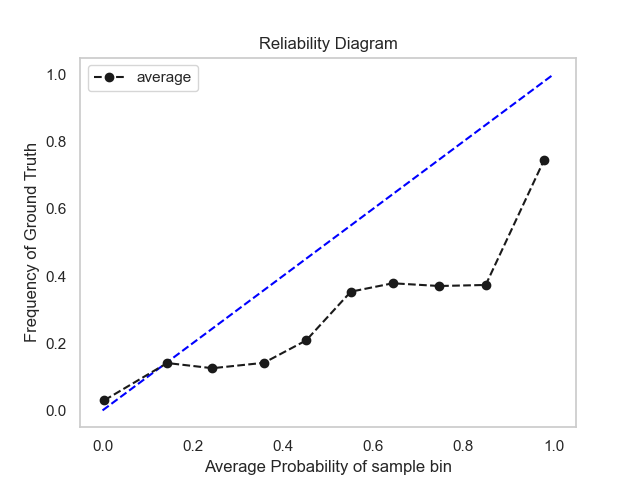 Reliability Diagram
average
1.0
0.8
0.6
0.4
0.2
0.0
Frequency of Ground Truth
0.0 0.2 0.4 0.6 0.8 1.0
Average Probability of sample bin